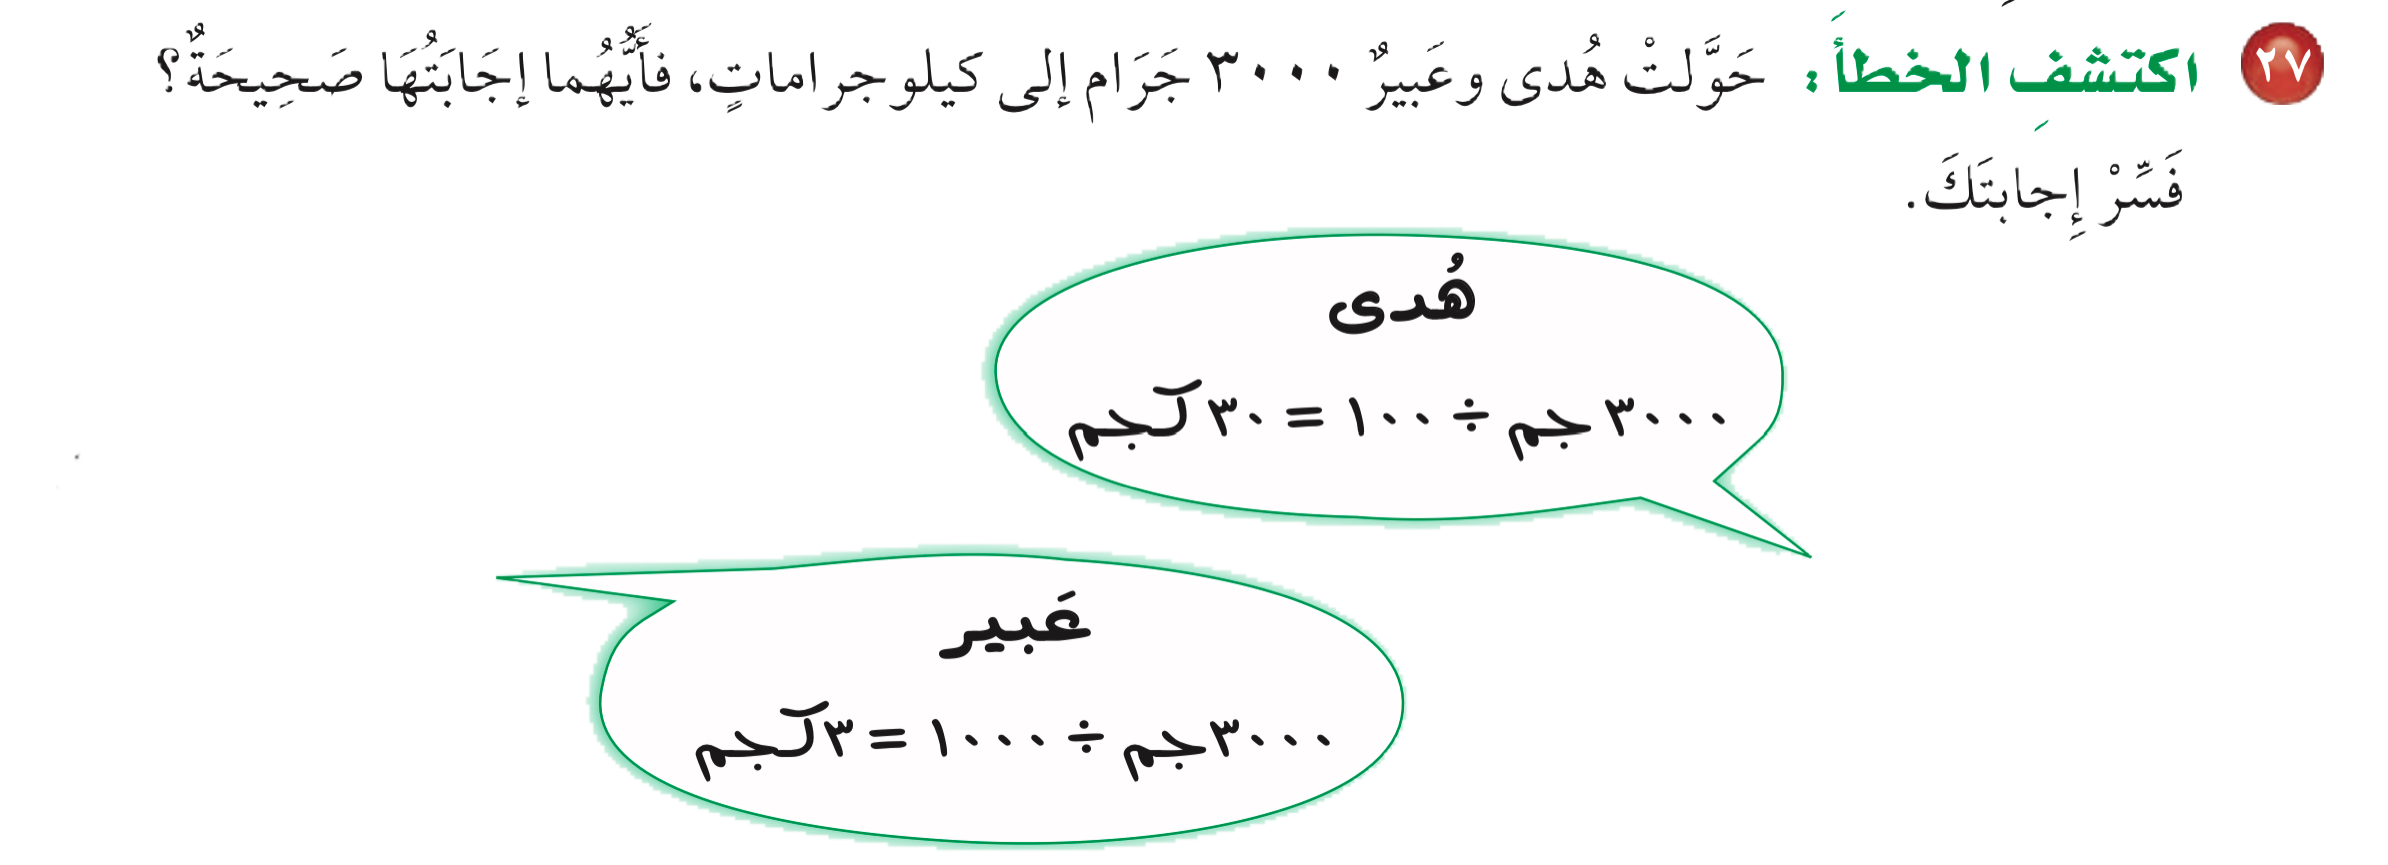 ٢٧ اكتشفِ الخطأَ: حَوَّلتْ هُدى وعَبيرٌ ٣٠٠٠ جَرَام إلى كيلوجراماتٍ، فأَيُّهُما إجَابَتُهَا صَحِيحَةٌ؟
فَسِّرْ إِجابتَكَ.
هُدى
٣٠٠٠ جم ÷ ١٠٠ = ٣٠ كجم
عَبير
٣٠٠٠ جم ÷ ١٠٠٠ = ٣ كجم